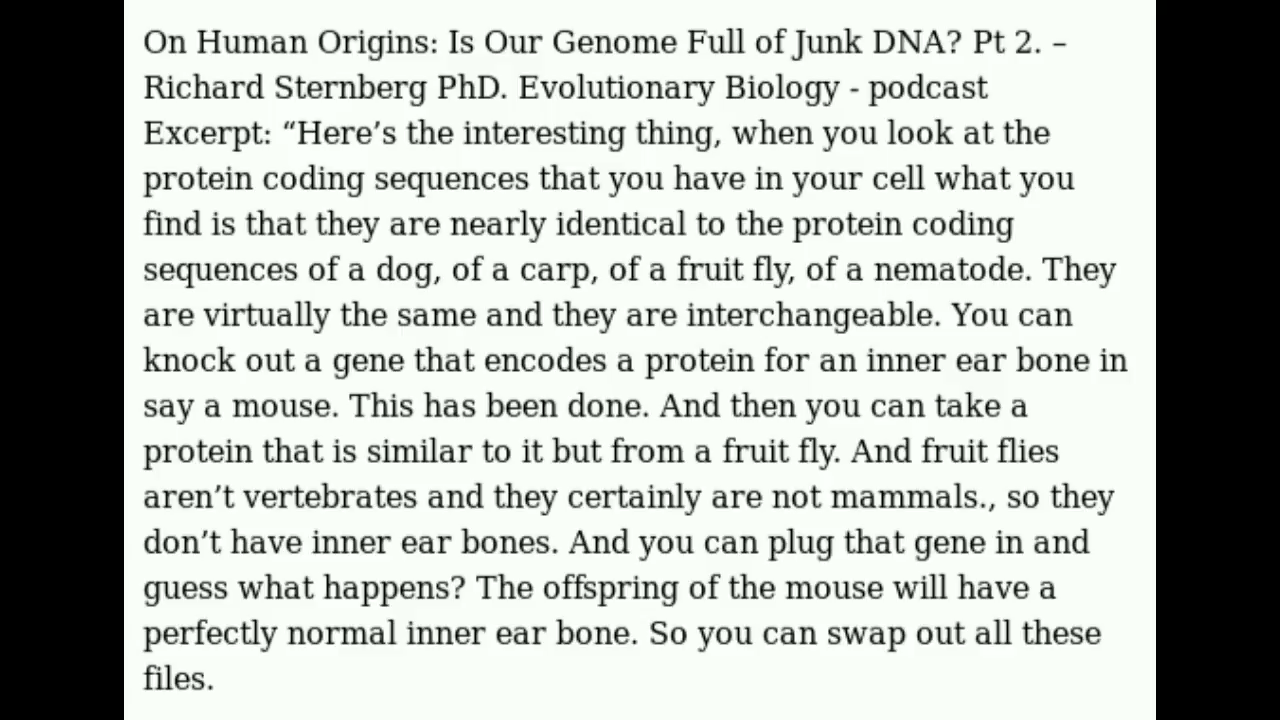 On Human Origins: Is Our Genome Full of Junk DNA? Pt 2. –
Richard Sternberg PhD. Evolutionary Biology - podcast
Excerpt: “Here’s the interesting thing, when you look at the
protein coding sequences that you have in your cell what you
find is that they are nearly identical to the protein coding
sequences of a dog, of a carp, of a fruit fly, of a nematode. They
are virtually the same and they are interchangeable. You can
knock out a gene that encodes a protein for an inner ear bone in
say a mouse. This has been done. And then you can take a
protein that is similar to it but from a fruit fly. And fruit flies
aren’t vertebrates and they certainly are not mammals., so they
don’t have inner ear bones. And you can plug that gene in and
guess what happens? The offspring of the mouse will have a
perfectly normal inner ear bone. So you can swap out all these
files.